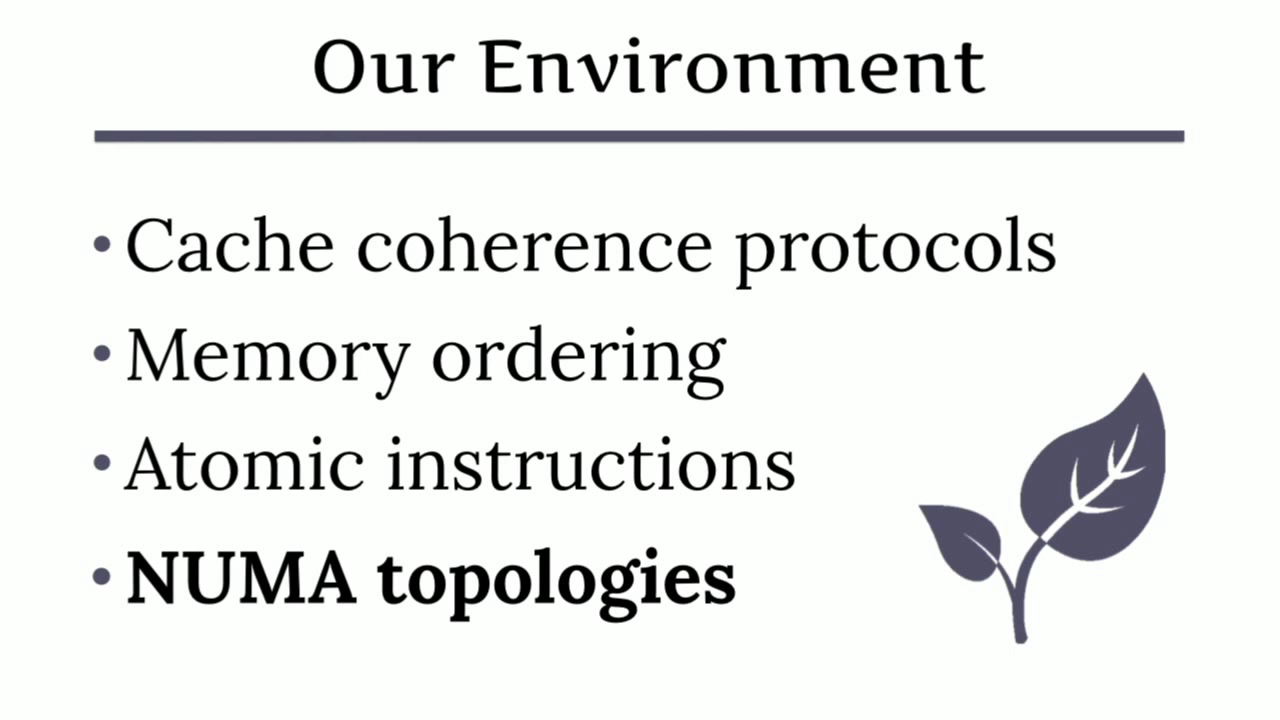 Our Environment
• Cache coherence protocols
• Memory ordering
• Atomic instructions
• NUMA topologies